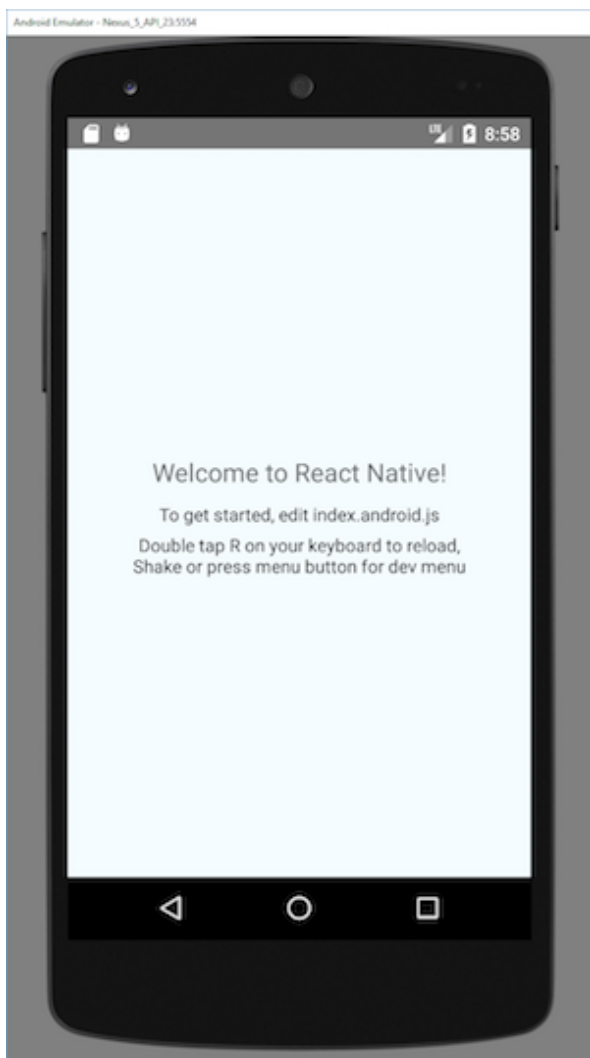 Android Emulator - Nexus_5_API_23:5554
LTE 8:58
Welcome to React Native!
To get started, edit index.android.js
Double tap R on your keyboard to reload,
Shake or press menu button for dev menu